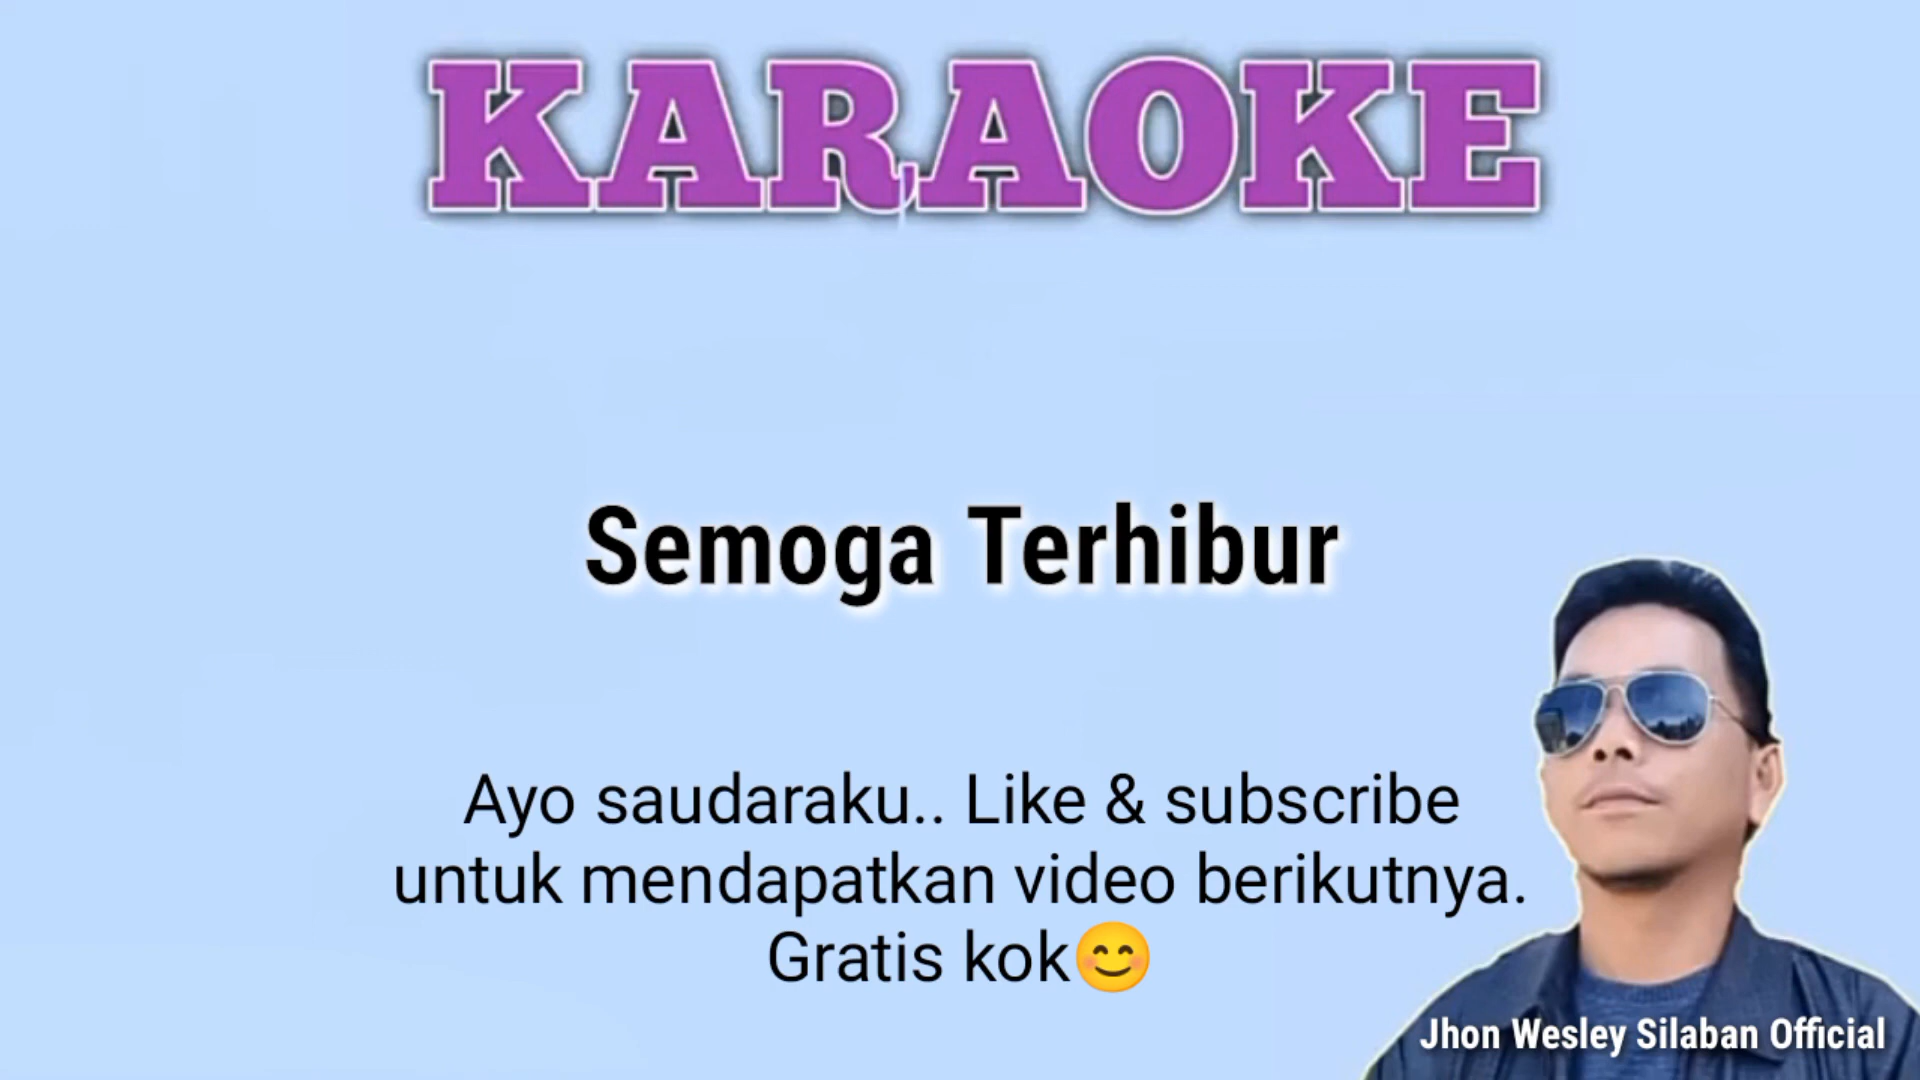 KARAOKE
Semoga Terhibur
Ayo saudaraku.. Like & subscribe
untuk mendapatkan video berikutnya.
Gratis kok😊
Jhon Wesley Silaban Official